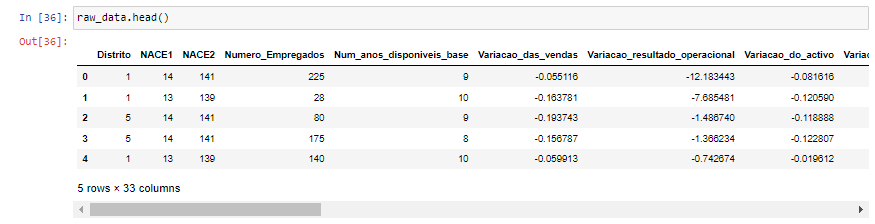 In [36]: raw_data.head()
Out[36]:
Distrito NACE1 NACE2 Numero_Empregados Num_anos_disponiveis_base Variacao_das_vendas Variacao_resultado_operacional Variacao_do_activo Varia
0 1 14 141 225 9 -0.055116 -12.183443 -0.081616
1 1 13 139 28 10 -0.163781 -7.685481 -0.120590
2 5 14 141 80 9 -0.193743 -1.486740 -0.118888
3 5 14 141 175 8 -0.156787 -1.366234 -0.122807
4 1 13 139 140 10 -0.059913 -0.742674 -0.019612
5 rows × 33 columns